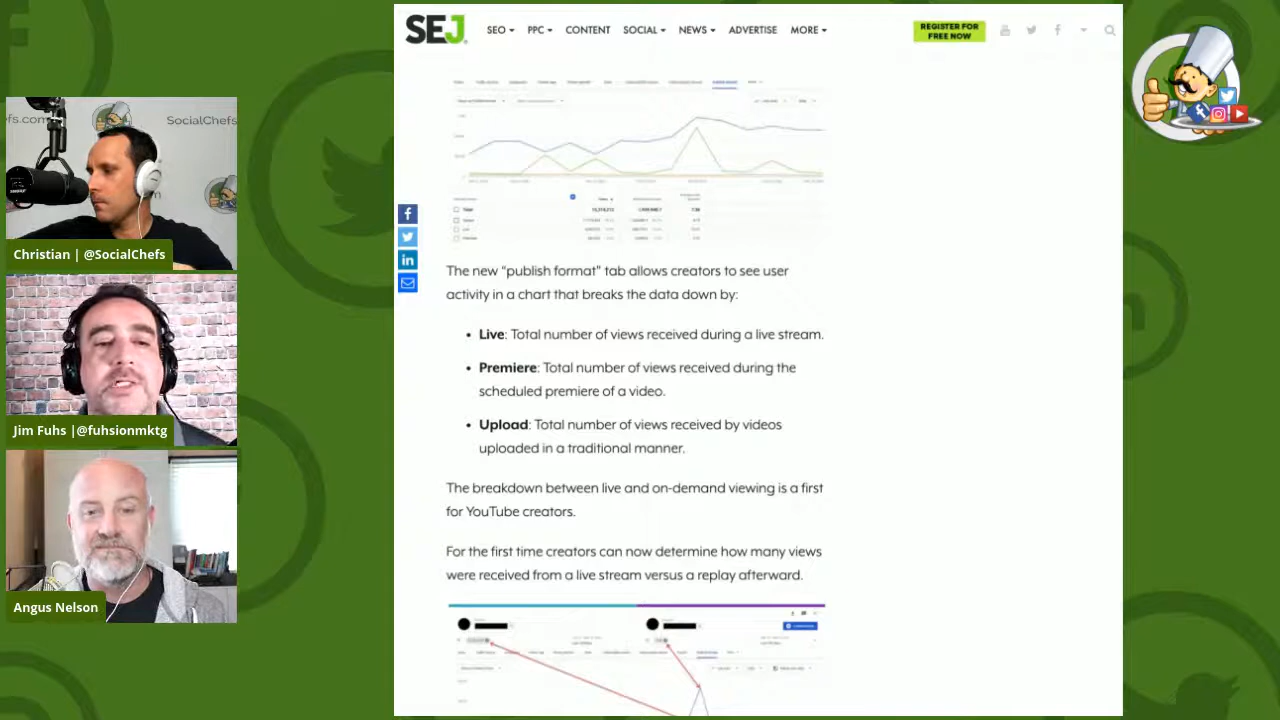 SEJ
SEO PPC CONTENT SOCIAL NEWS ADVERTISE MORE
REGISTER FOR
FREE NOW
SocialChefs
Christian | @SocialChefs
Jim Fuhs |@fuhsionmktg
Angus Nelson
The new “publish format” tab allows creators to see user
activity in a chart that breaks the data down by:
• Live: Total number of views received during a live stream.
• Premiere: Total number of views received during the
scheduled premiere of a video.
• Upload: Total number of views received by videos
uploaded in a traditional manner.
The breakdown between live and on-demand viewing is a first
for YouTube creators.
For the first time creators can now determine how many views
were received from a live stream versus a replay afterward.